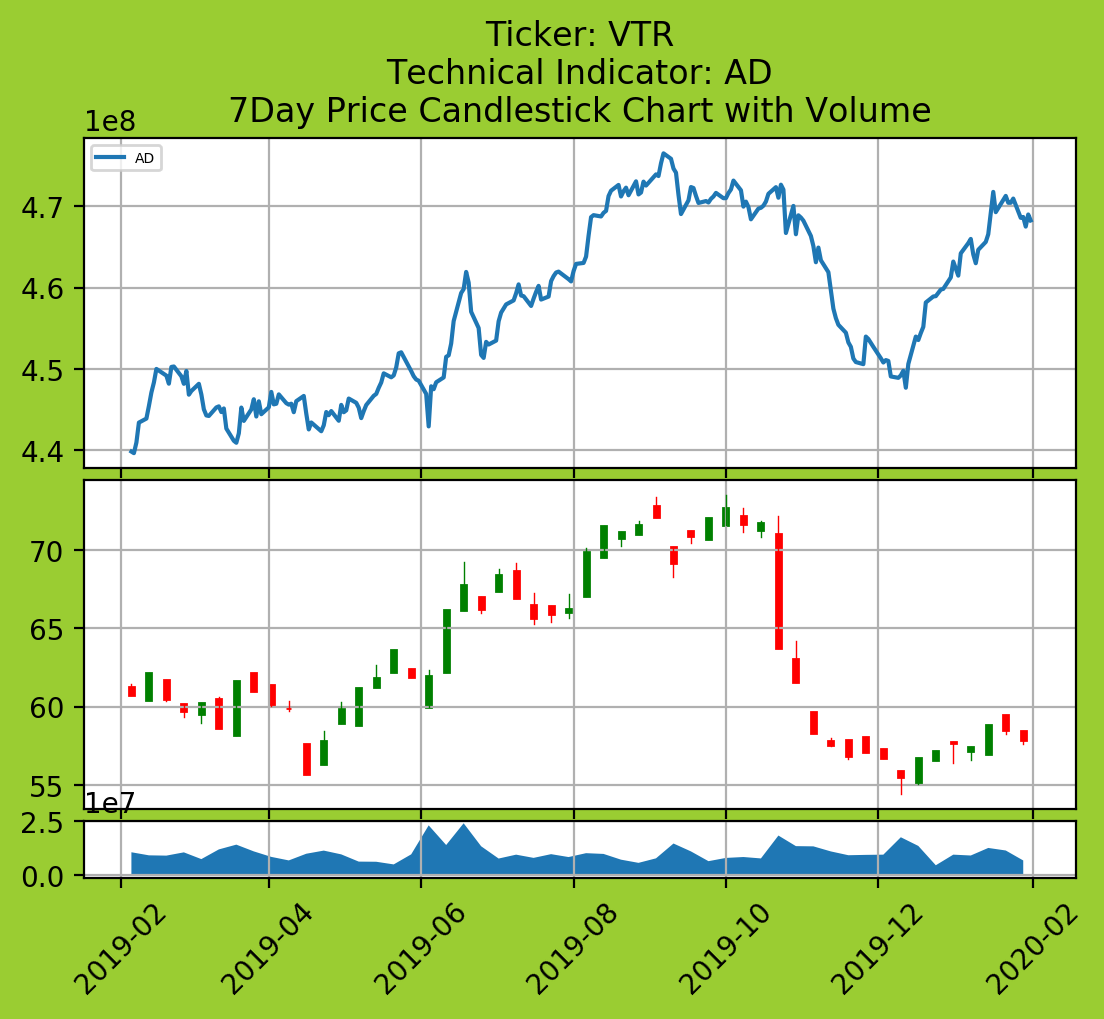 Ticker: VTR
Technical Indicator: AD
7Day Price Candlestick Chart with Volume
1e8
AD
4.7
4.6
4.5
4.4
70
65
60
55
1e7
2.5
0.0
2019-02
2019-04
2019-06
2019-08
2019-10
2019-12
2020-02